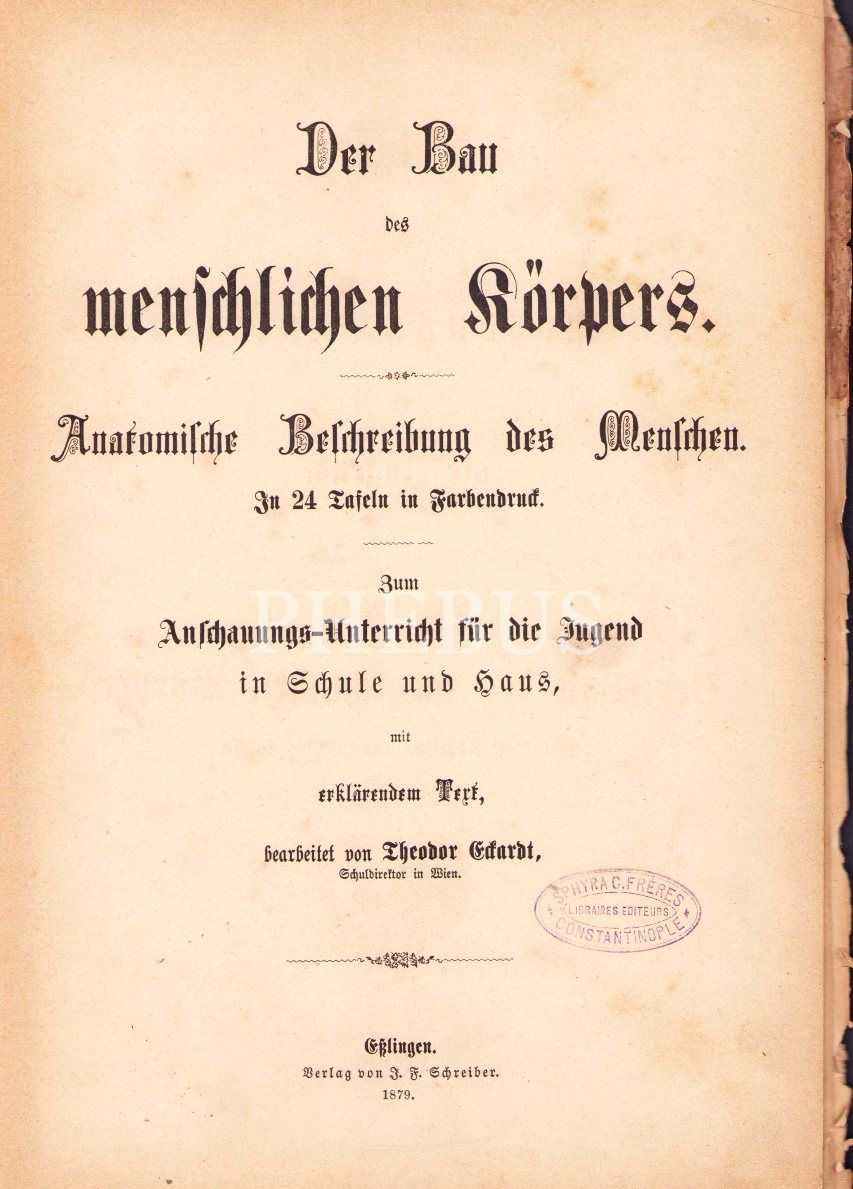 Der Bau
des
menschlichen Körpers.
Anatomische Beschreibung des Menschen.
In 24 Tafeln in Farbendruck.
Zum
PHEBUS
Anschauungs-Unterricht für die Jugend
in Schule und Haus,
mit
erklärendem Text,
bearbeitet von Theodor Eckardt,
Schuldirektor in Wien.
SPHYRA C. FRÈRES
LIBRAIRES EDITEURS
CONSTANTINOPLE
Eßlingen.
Verlag von J. F. Schreiber.
1879.